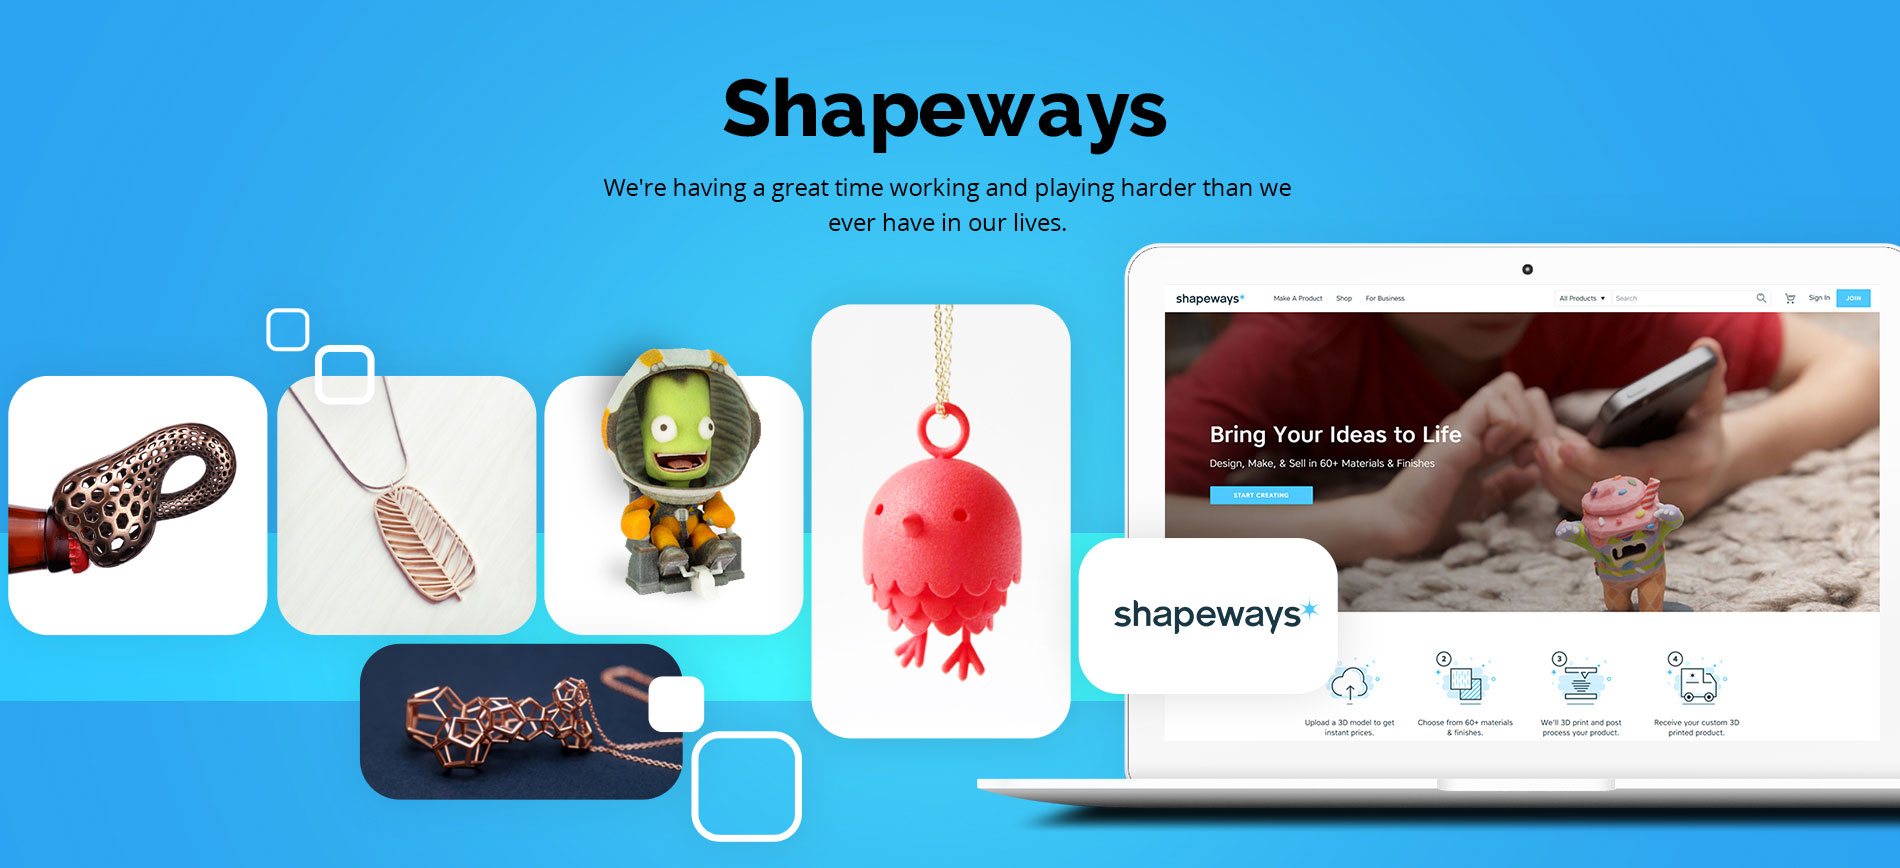 Shapeways
We're having a great time working and playing harder than we
ever have in our lives.
shapeways*
Make A Product
Shop
For Business
All Products ▾
Search
Sign In
JOIN
Bring Your Ideas to Life
Design, Make, & Sell in 60+ Materials & Finishes
START CREATING
shapeways*
2
3
4
Upload a 3D model to get
instant prices.
Choose from 60+ materials
& finishes.
We'll 3D print and post
process your product.
Receive your custom 3D
printed product.